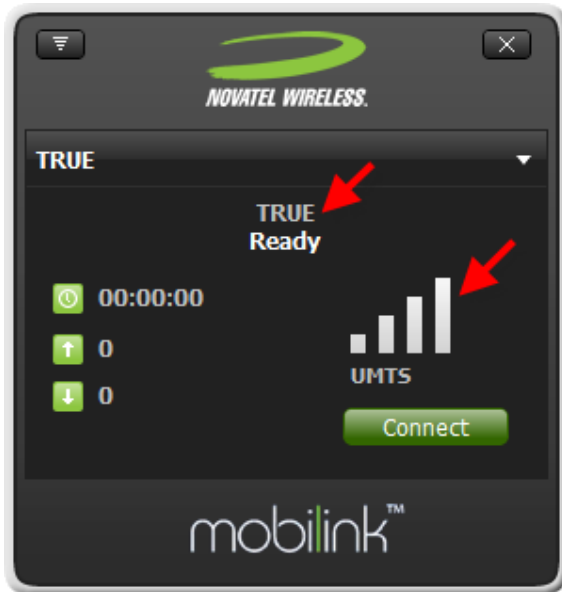 NOVATEL WIRELESS.
TRUE
TRUE
Ready
00:00:00
0
UMTS
0
Connect
mobilink™